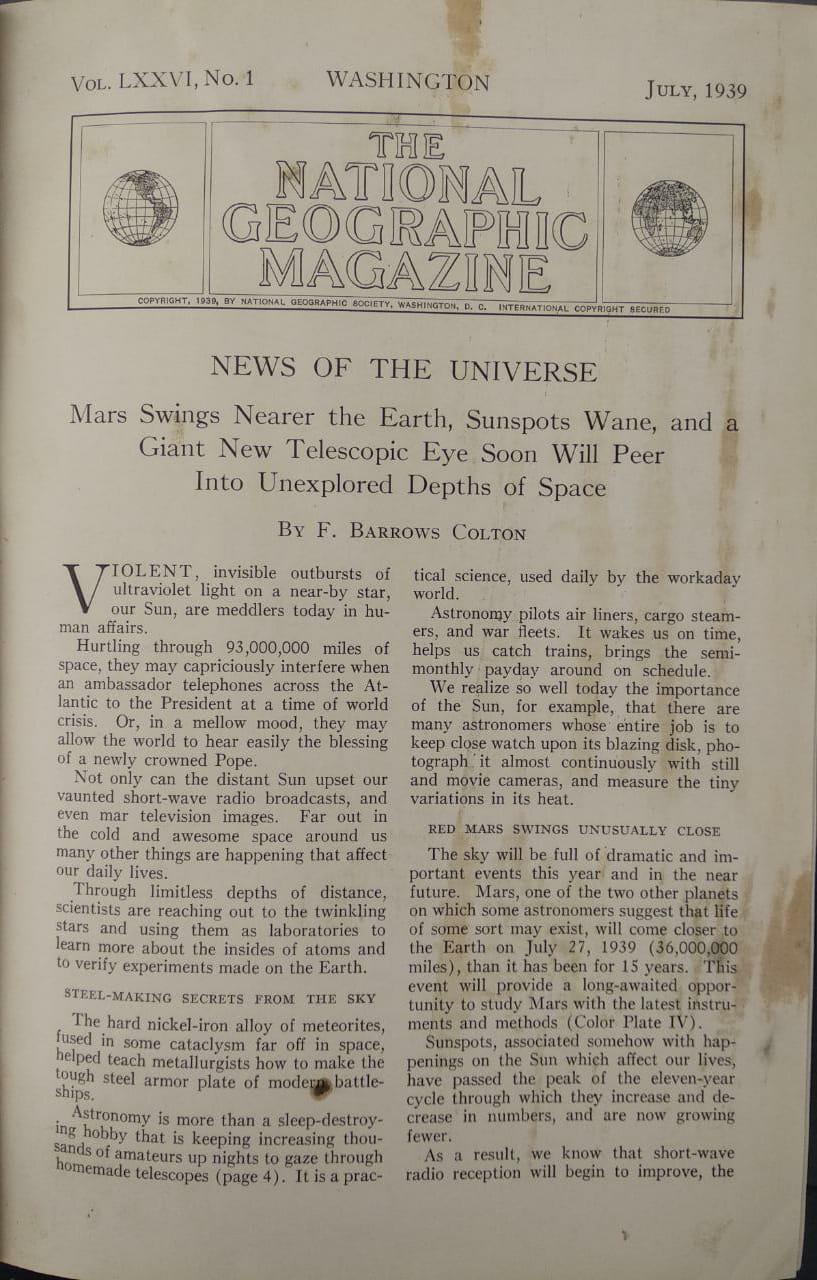 VOL. LXXVI, NO. 1 WASHINGTON JULY, 1939
THE
NATIONAL
GEOGRAPHIC
MAGAZINE
COPYRIGHT, 1939, BY NATIONAL GEOGRAPHIC SOCIETY, WASHINGTON, D. C. INTERNATIONAL COPYRIGHT SECURED
NEWS OF THE UNIVERSE
Mars Swings Nearer the Earth, Sunspots Wane, and a
Giant New Telescopic Eye Soon Will Peer
Into Unexplored Depths of Space
BY F. BARROWS COLTON
VIOLENT, invisible outbursts of
ultraviolet light on a near-by star,
our Sun, are meddlers today in hu-
man affairs.
Hurtling through 93,000,000 miles of
space, they may capriciously interfere when
an ambassador telephones across the At-
lantic to the President at a time of world
crisis. Or, in a mellow mood, they may
allow the world to hear easily the blessing
of a newly crowned Pope.
Not only can the distant Sun upset our
vaunted short-wave radio broadcasts, and
even mar television images. Far out in
the cold and awesome space around us
many other things are happening that affect
our daily lives.
Through limitless depths of distance,
scientists are reaching out to the twinkling
stars and using them as laboratories to
learn more about the insides of atoms and
to verify experiments made on the Earth.
STEEL-MAKING SECRETS FROM THE SKY
The hard nickel-iron alloy of meteorites,
fused in some cataclysm far off in space,
helped teach metallurgists how to make the
tough steel armor plate of modern battle-
ships.
Astronomy is more than a sleep-destroy-
ing hobby that is keeping increasing thou-
sands of amateurs up nights to gaze through
homemade telescopes (page 4). It is a prac-
tical science, used daily by the workaday
world.
Astronomy pilots air liners, cargo steam-
ers, and war fleets. It wakes us on time,
helps us catch trains, brings the semi-
monthly payday around on schedule.
We realize so well today the importance
of the Sun, for example, that there are
many astronomers whose entire job is to
keep close watch upon its blazing disk, pho-
tograph it almost continuously with still
and movie cameras, and measure the tiny
variations in its heat.
RED MARS SWINGS UNUSUALLY CLOSE
The sky will be full of dramatic and im-
portant events this year and in the near
future. Mars, one of the two other planets
on which some astronomers suggest that life
of some sort may exist, will come closer to
the Earth on July 27, 1939 (36,000,000
miles), than it has been for 15 years. This
event will provide a long-awaited oppor-
tunity to study Mars with the latest instru-
ments and methods (Color Plate IV).
Sunspots, associated somehow with hap-
penings on the Sun which affect our lives,
have passed the peak of the eleven-year
cycle through which they increase and de-
crease in numbers, and are now growing
fewer.
As a result, we know that short-wave
radio reception will begin to improve, the